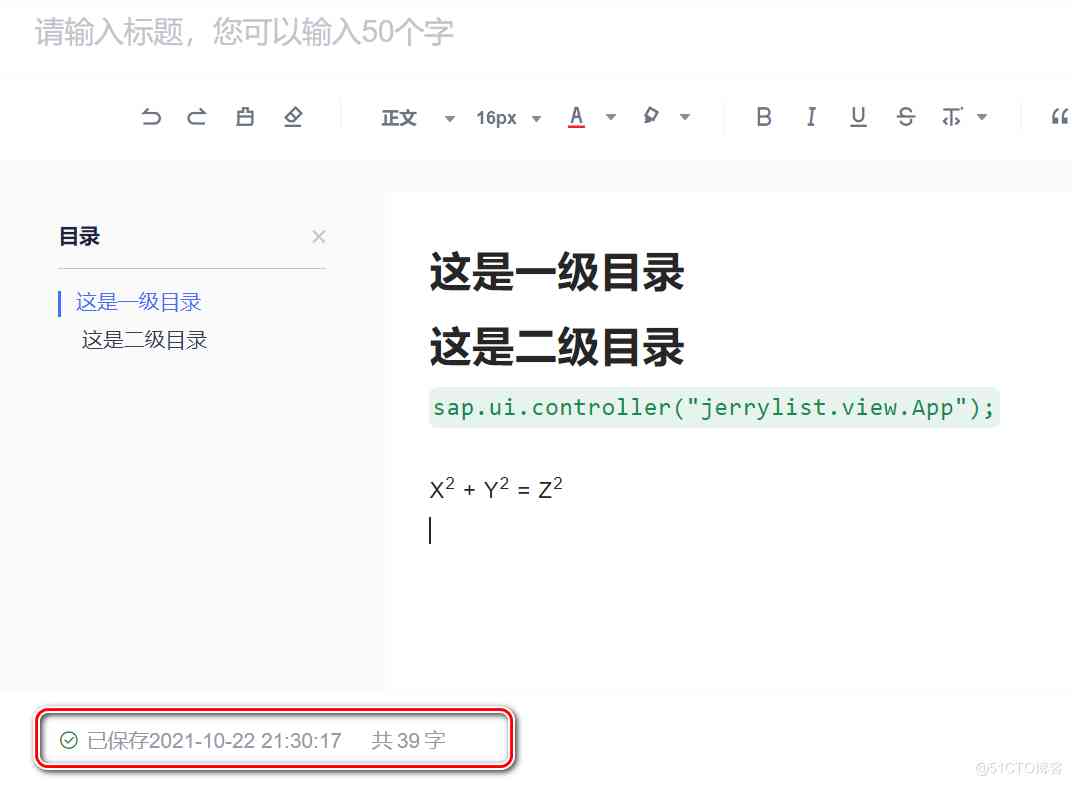 请输入标题，您可以输入50个字
正文 16px A B I U S
目录
这是一级目录
这是二级目录
这是一级目录
这是二级目录
sap.ui.controller("jerrylist.view.App");
X² + Y² = Z²
已保存2021-10-22 21:30:17 共 39 字
@51CTO博客